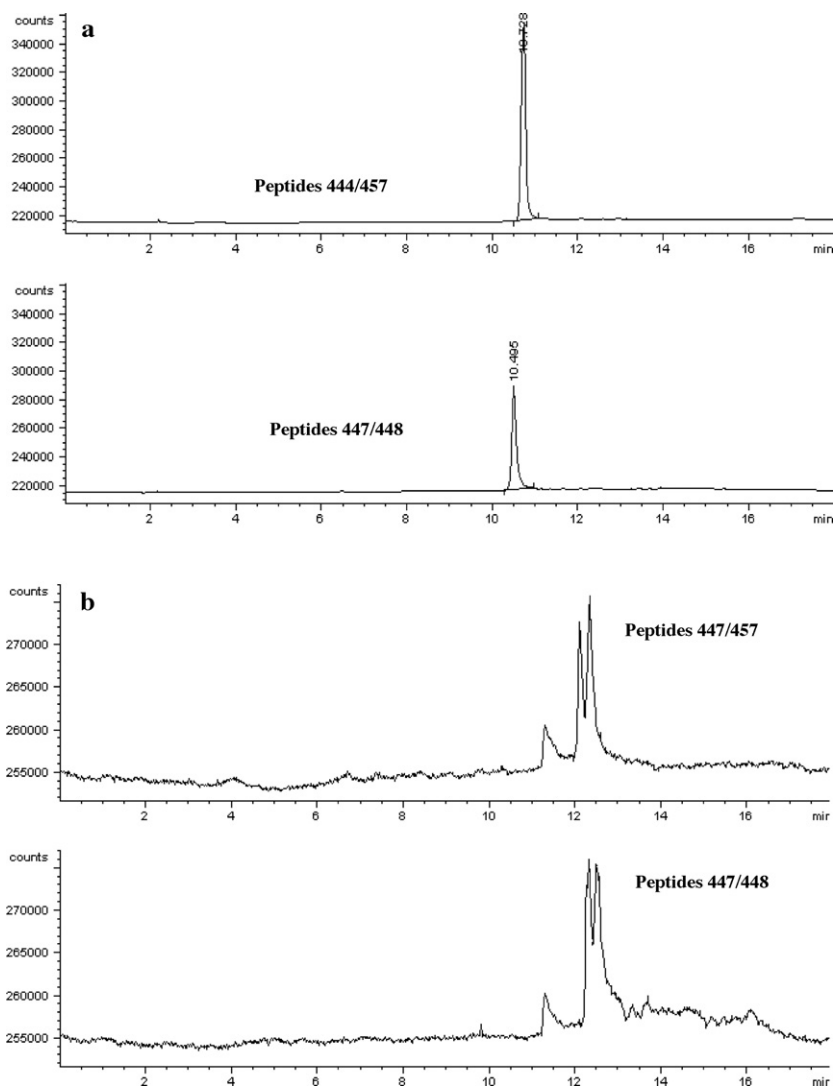 counts
a
340000
320000
300000
280000
260000
240000
220000
10.728
Peptides 444/457
2 4 6 8 10 12 14 16 min
counts
340000
320000
300000
280000
260000
240000
220000
10.495
Peptides 447/448
2 4 6 8 10 12 14 16 min
counts
b
270000
265000
260000
255000
Peptides 447/457
2 4 6 8 10 12 14 16 mir
counts
270000
265000
260000
255000
Peptides 447/448
2 4 6 8 10 12 14 16 mir